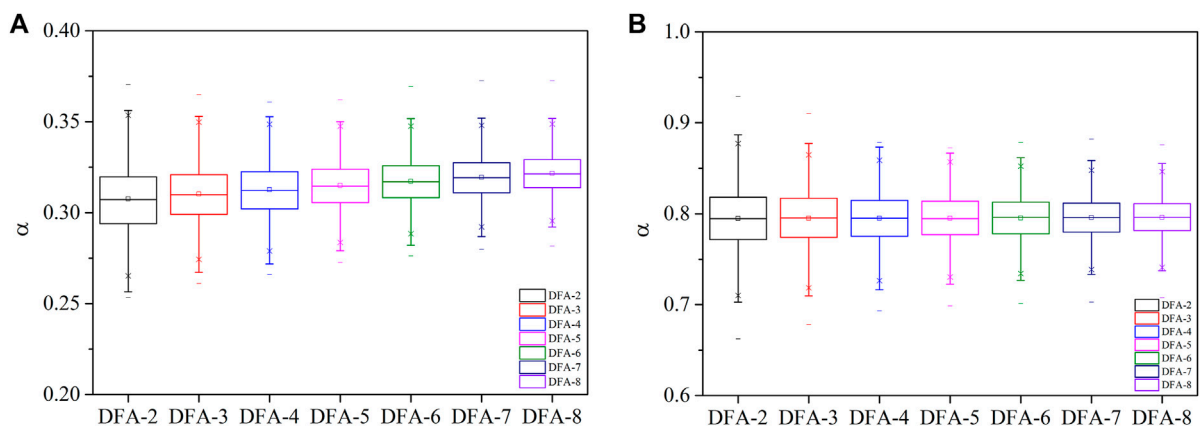 A
0.40
0.35
0.30
0.25
0.20
α
DFA-2
DFA-3
DFA-4
DFA-5
DFA-6
DFA-7
DFA-8
DFA-2 DFA-3 DFA-4 DFA-5 DFA-6 DFA-7 DFA-8
B
1.0
0.9
0.8
0.7
0.6
α
DFA-2
DFA-3
DFA-4
DFA-5
DFA-6
DFA-7
DFA-8
DFA-2 DFA-3 DFA-4 DFA-5 DFA-6 DFA-7 DFA-8